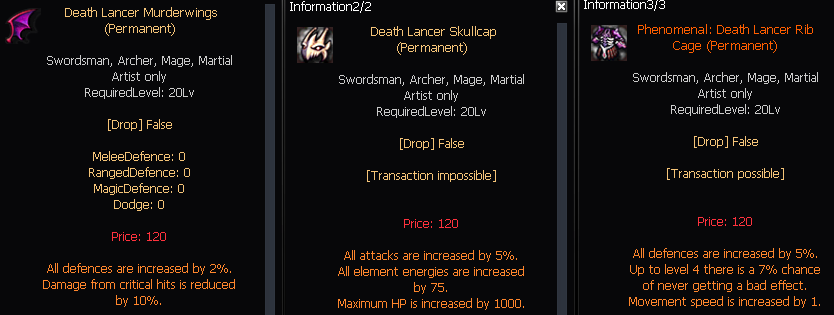 Death Lancer Murderwings
(Permanent)
Swordsman, Archer, Mage, Martial
Artist only
RequiredLevel: 20Lv
[Drop] False
MeleeDefence: 0
RangedDefence: 0
MagicDefence: 0
Dodge: 0
Price: 120
All defences are increased by 2%.
Damage from critical hits is reduced
by 10%.
Information2/2
Death Lancer Skullcap
(Permanent)
Swordsman, Archer, Mage, Martial
Artist only
RequiredLevel: 20Lv
[Drop] False
[Transaction impossible]
Price: 120
All attacks are increased by 5%.
All element energies are increased
by 75.
Maximum HP is increased by 1000.
Information3/3
Phenomenal: Death Lancer Rib
Cage (Permanent)
Swordsman, Archer, Mage, Martial
Artist only
RequiredLevel: 20Lv
[Drop] False
[Transaction possible]
Price: 120
All defences are increased by 5%.
Up to level 4 there is a 7% chance
of never getting a bad effect.
Movement speed is increased by 1.